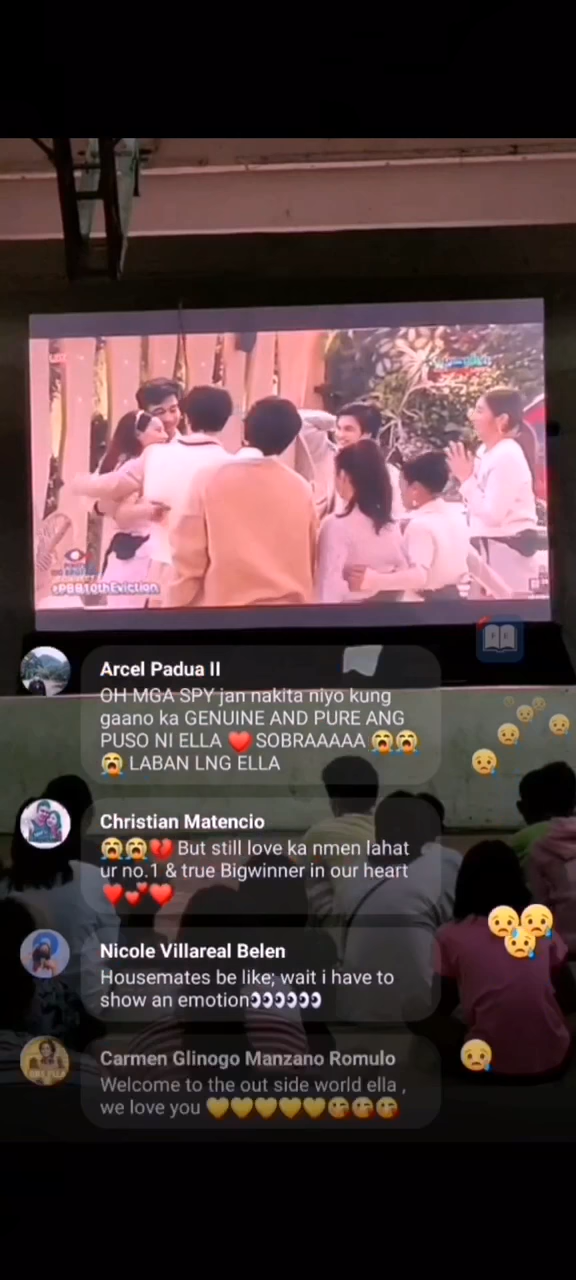 PINOY
BIG BROTHER
#PBB10thEviction
Arcel Padua II
OH MGA SPY jan nakita niyo kung
gaano ka GENUINE AND PURE ANG
PUSO NI ELLA ❤️ SOBRAAAAA 😭😭
😭 LABAN LNG ELLA
Christian Matencio
😭😭💔 But still love ka nmen lahat
ur no.1 & true Bigwinner in our heart
❤️💕❤️
Nicole Villareal Belen
Housemates be like; wait i have to
show an emotion👀👀👀
Carmen Glinogo Manzano Romulo
Welcome to the out side world ella ,
we love you 💛💛💛💛💛😘😘😘